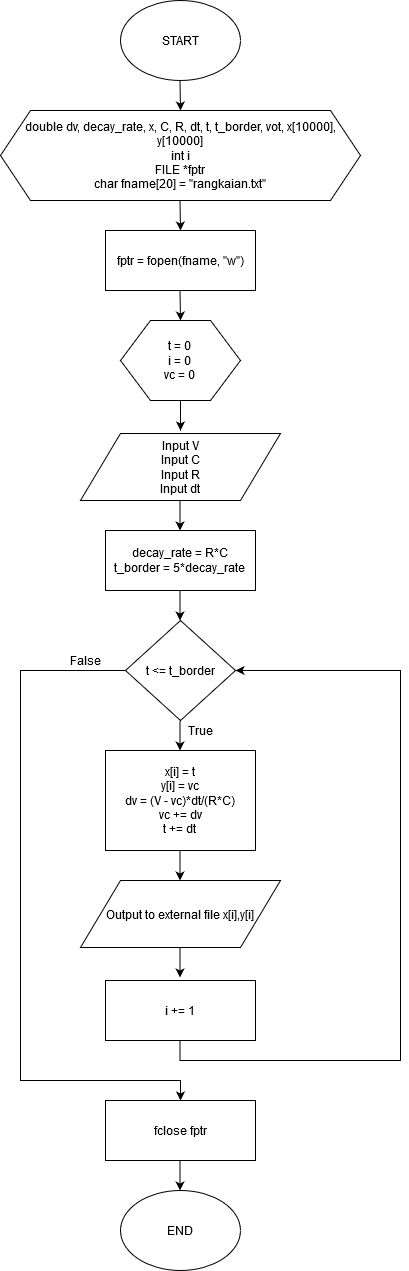 START
double dv, decay_rate, x, C, R, dt, t, t_border, vot, x[10000],
y[10000]
int i
FILE *fptr
char fname[20] = "rangkaian.txt"
fptr = fopen(fname, "w")
t = 0
i = 0
vc = 0
Input V
Input C
Input R
Input dt
decay_rate = R*C
t_border = 5*decay_rate
False
t <= t_border
True
x[i] = t
y[i] = vc
dv = (V - vc)*dt/(R*C)
vc += dv
t += dt
Output to external file x[i],y[i]
i += 1
fclose fptr
END